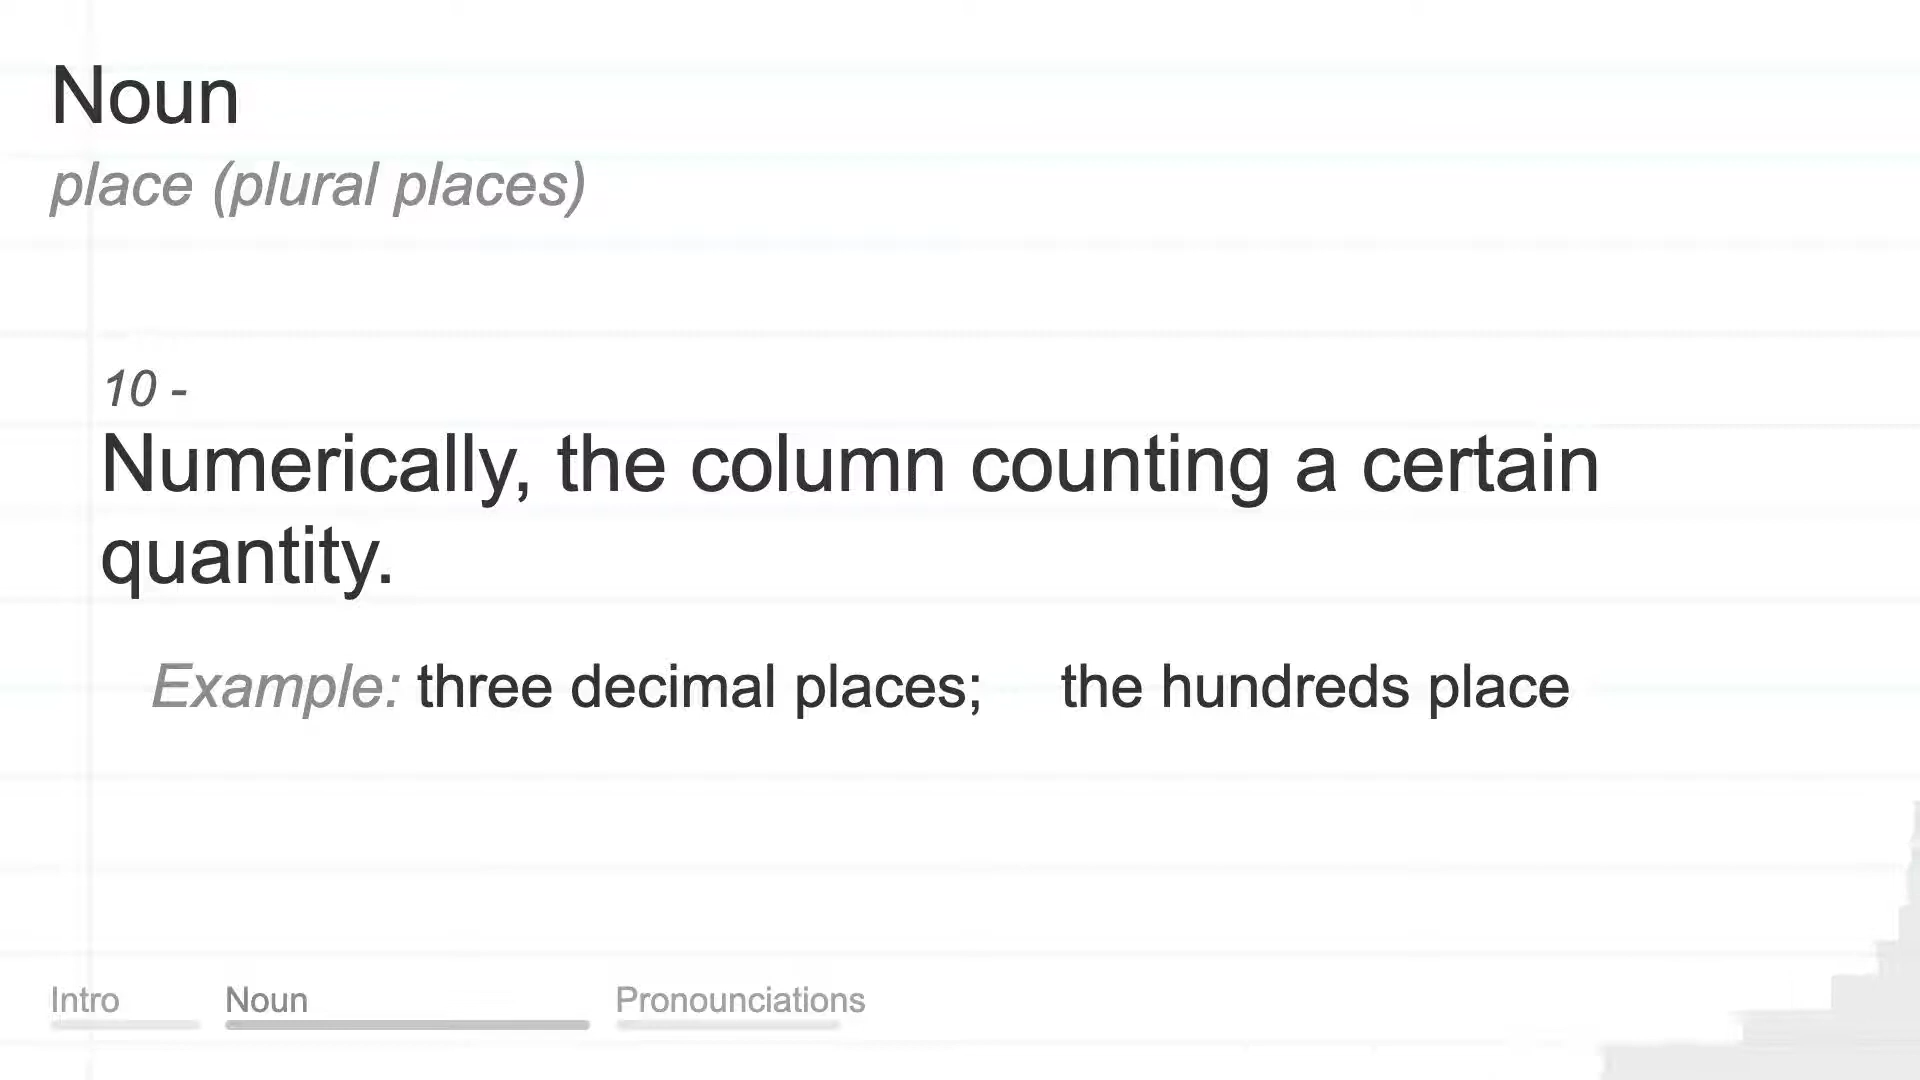 Noun
place (plural places)
10 -
Numerically, the column counting a certain
quantity.
Example: three decimal places; the hundreds place
Intro Noun Pronounciations